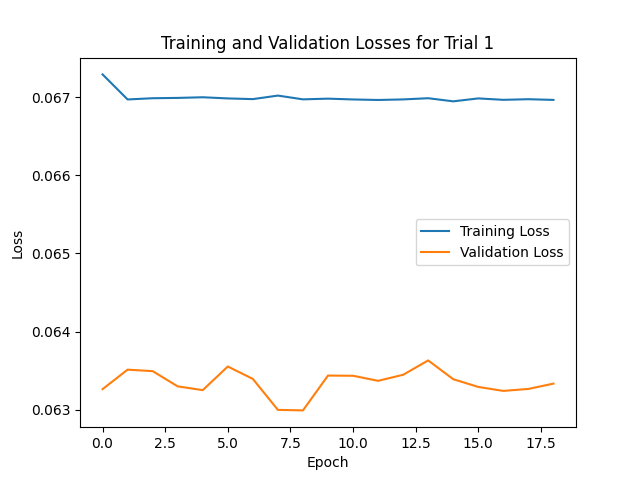 Training and Validation Losses for Trial 1
0.067
0.066
0.065
0.064
0.063
Loss
Training Loss
Validation Loss
0.0 2.5 5.0 7.5 10.0 12.5 15.0 17.5
Epoch